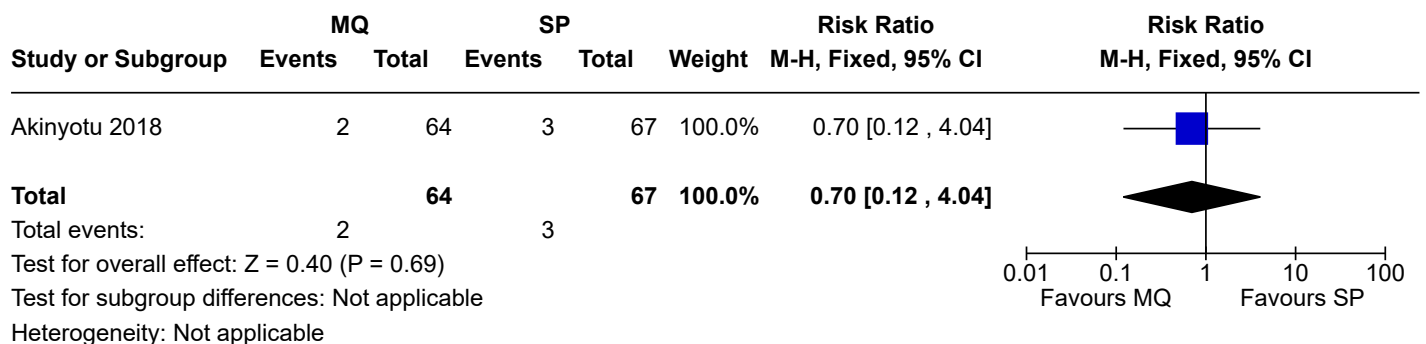 MQ SP Risk Ratio Risk Ratio
Study or Subgroup Events Total Events Total Weight M-H, Fixed, 95% CI M-H, Fixed, 95% CI
Akinyotu 2018 2 64 3 67 100.0% 0.70 [0.12 , 4.04]
Total 64 67 100.0% 0.70 [0.12 , 4.04]
Total events: 2 3
Test for overall effect: Z = 0.40 (P = 0.69)
Test for subgroup differences: Not applicable
Heterogeneity: Not applicable
0.01 0.1 1 10 100
Favours MQ Favours SP